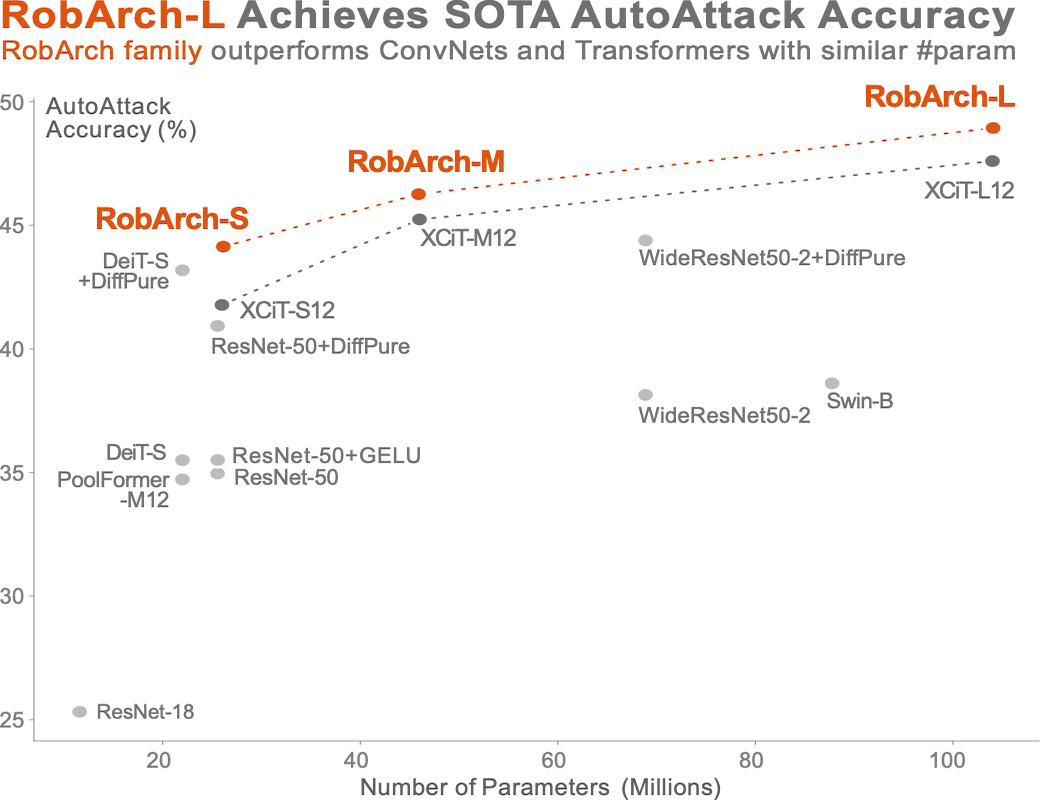 RobArch-L Achieves SOTA AutoAttack Accuracy
RobArch family outperforms ConvNets and Transformers with similar #param
50
AutoAttack
Accuracy (%)
RobArch-L
RobArch-M
XCiT-L12
RobArch-S
45
XCiT-M12
DeiT-S
+DiffPure
WideResNet50-2+DiffPure
XCiT-S12
ResNet-50+DiffPure
40
Swin-B
WideResNet50-2
DeiT-S
ResNet-50+GELU
35
PoolFormer
-M12
ResNet-50
30
25
ResNet-18
20
40
60
80
100
Number of Parameters (Millions)